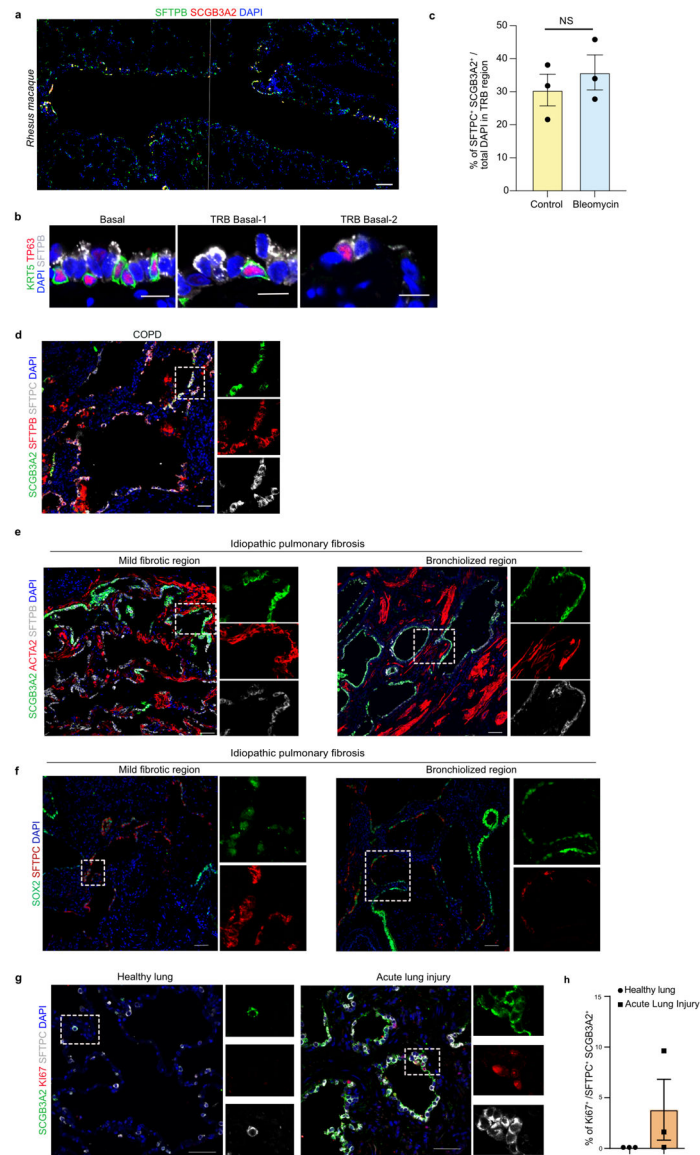 a
SFTPB SCGB3A2 DAPI
Rhesus macaque
c
NS
% of SFTPC⁺ SCGB3A2⁺ /
total DAPI in TRB region
50
40
30
20
10
0
Control
Bleomycin
b
Basal
TRB Basal-1
TRB Basal-2
KRT5 TP63
DAPI SFTPB
d
COPD
SCGB3A2 SFTPB SFTPC DAPI
e
Idiopathic pulmonary fibrosis
Mild fibrotic region
Bronchiolized region
SCGB3A2 ACTA2 SFTPB DAPI
Idiopathic pulmonary fibrosis
f
Mild fibrotic region
Bronchiolized region
SOX2 SFTPC DAPI
g
Healthy lung
Acute lung injury
SCGB3A2 KI67 SFTPC DAPI
h
Healthy lung
Acute Lung Injury
% of Ki67⁺ /SFTPC⁺ SCGB3A2⁺
15
10
5
0